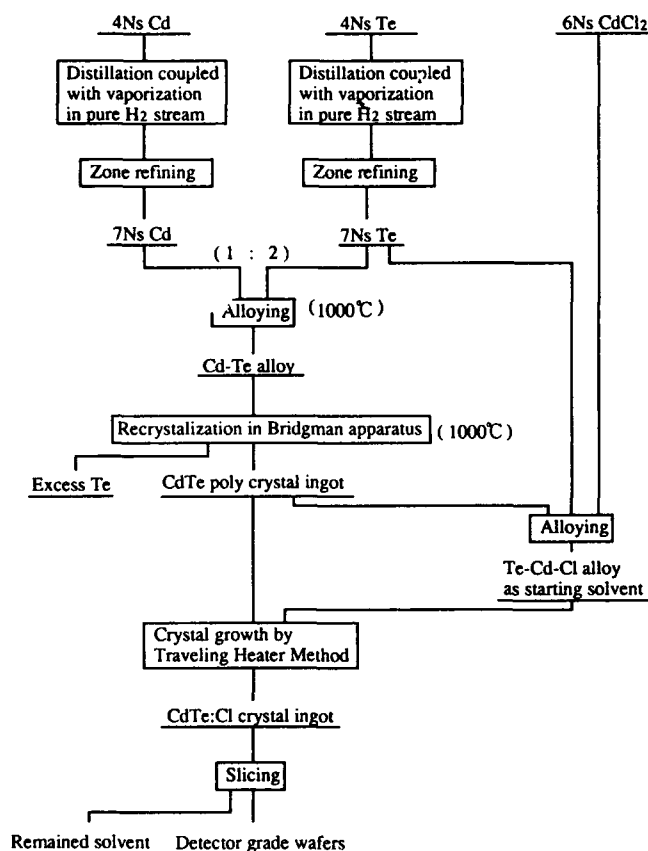 4Ns Cd
4Ns Te
6Ns CdCl2
Distillation coupled
with vaporization
in pure H2 stream
Distillation coupled
with vaporization
in pure H2 stream
Zone refining
Zone refining
7Ns Cd
(1 : 2)
7Ns Te
Alloying
(1000℃)
Cd-Te alloy
Recrystalization in Bridgman apparatus
(1000℃)
Excess Te
CdTe poly crystal ingot
Alloying
Te-Cd-Cl alloy
as starting solvent
Crystal growth by
Traveling Heater Method
CdTe:Cl crystal ingot
Slicing
Remained solvent
Detector grade wafers